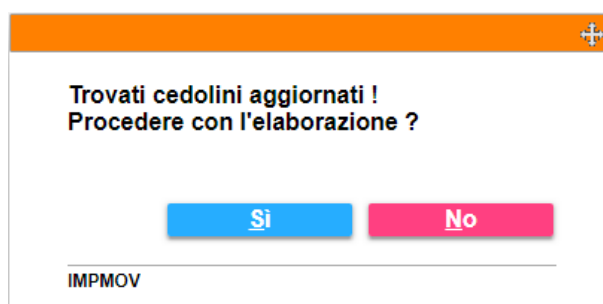 Trovati cedolini aggiornati !
Procedere con l'elaborazione ?
Sì
No
IMPMOV